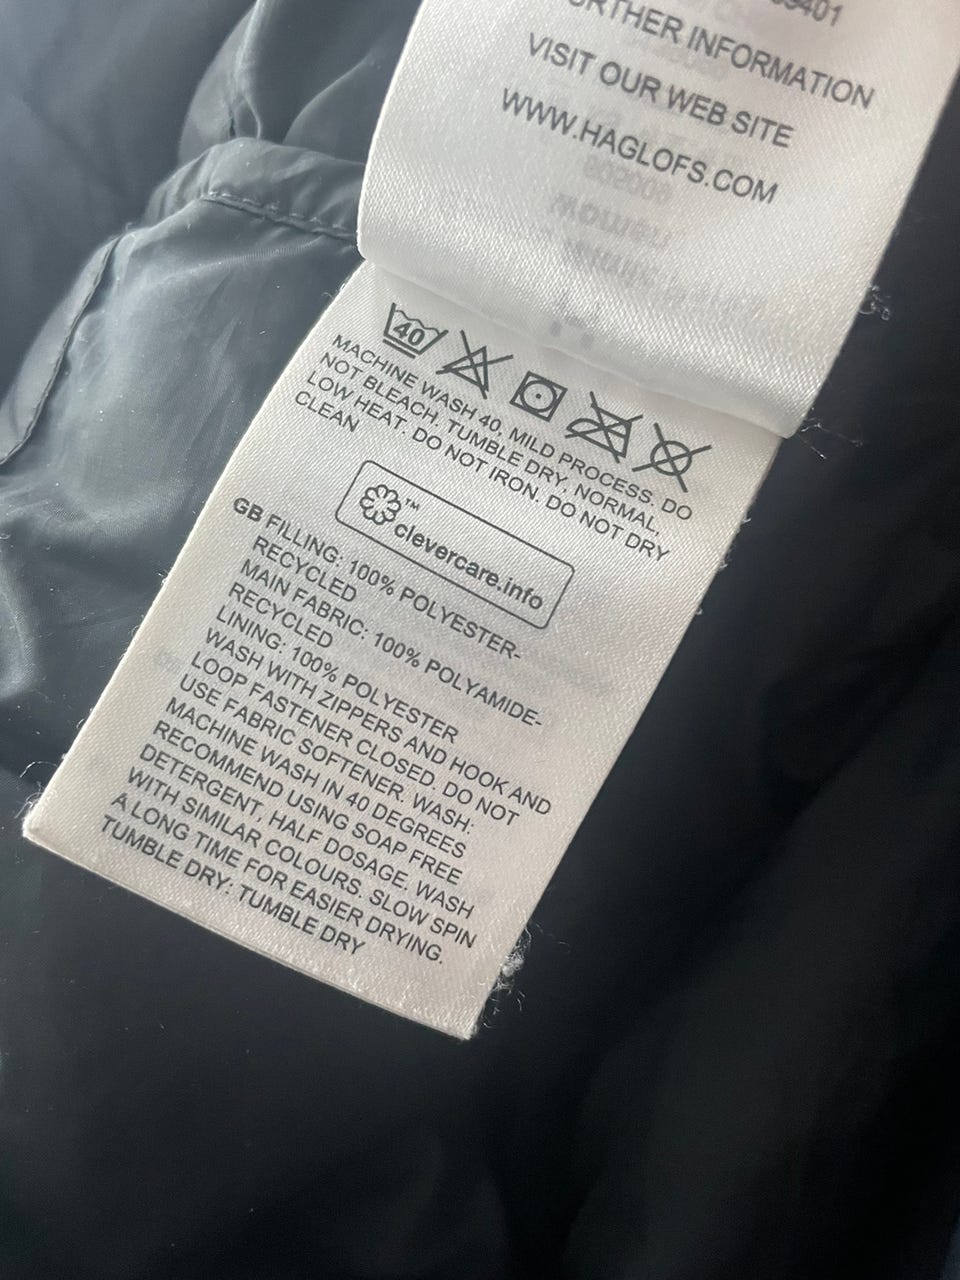 FURTHER INFORMATION
VISIT OUR WEB SITE
WWW.HAGLOFS.COM
40
MACHINE WASH 40, MILD PROCESS. DO
NOT BLEACH. TUMBLE DRY, NORMAL,
LOW HEAT. DO NOT IRON. DO NOT DRY
CLEAN
™
clevercare.info
GB FILLING: 100% POLYESTER-
RECYCLED
MAIN FABRIC: 100% POLYAMIDE-
RECYCLED
LINING: 100% POLYESTER
WASH WITH ZIPPERS AND HOOK AND
LOOP FASTENER CLOSED. DO NOT
USE FABRIC SOFTENER. WASH:
MACHINE WASH IN 40 DEGREES
RECOMMEND USING SOAP FREE
DETERGENT, HALF DOSAGE. WASH
WITH SIMILAR COLOURS. SLOW SPIN
A LONG TIME FOR EASIER DRYING.
TUMBLE DRY: TUMBLE DRY